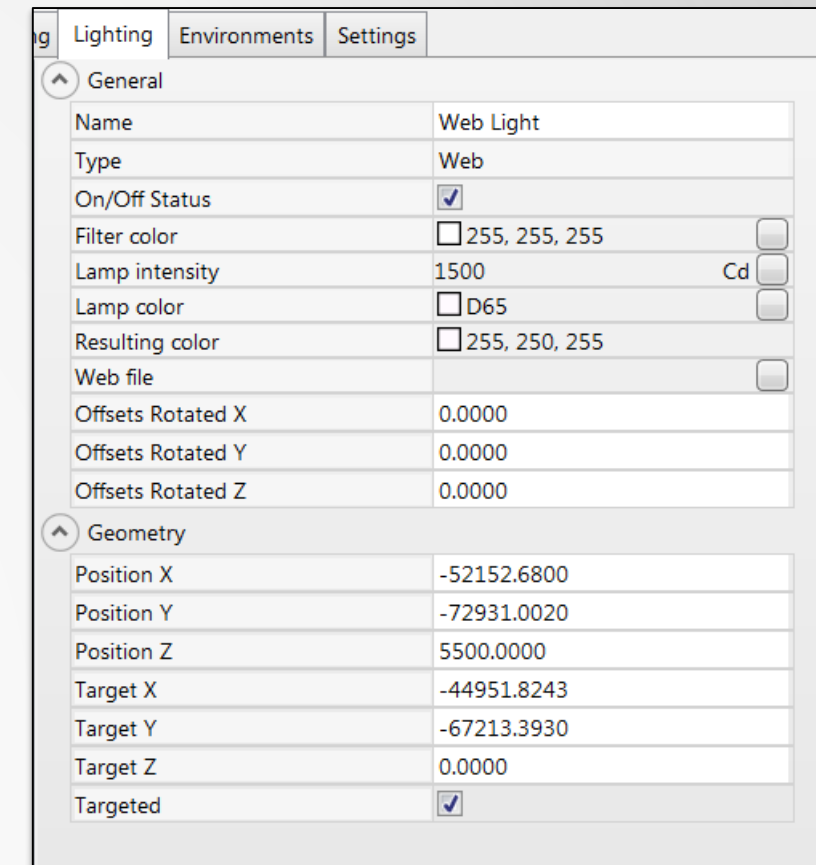 ng Lighting Environments Settings
General
Name Web Light
Type Web
On/Off Status
Filter color 255, 255, 255
Lamp intensity 1500 Cd
Lamp color D65
Resulting color 255, 250, 255
Web file
Offsets Rotated X 0.0000
Offsets Rotated Y 0.0000
Offsets Rotated Z 0.0000
Geometry
Position X -52152.6800
Position Y -72931.0020
Position Z 5500.0000
Target X -44951.8243
Target Y -67213.3930
Target Z 0.0000
Targeted